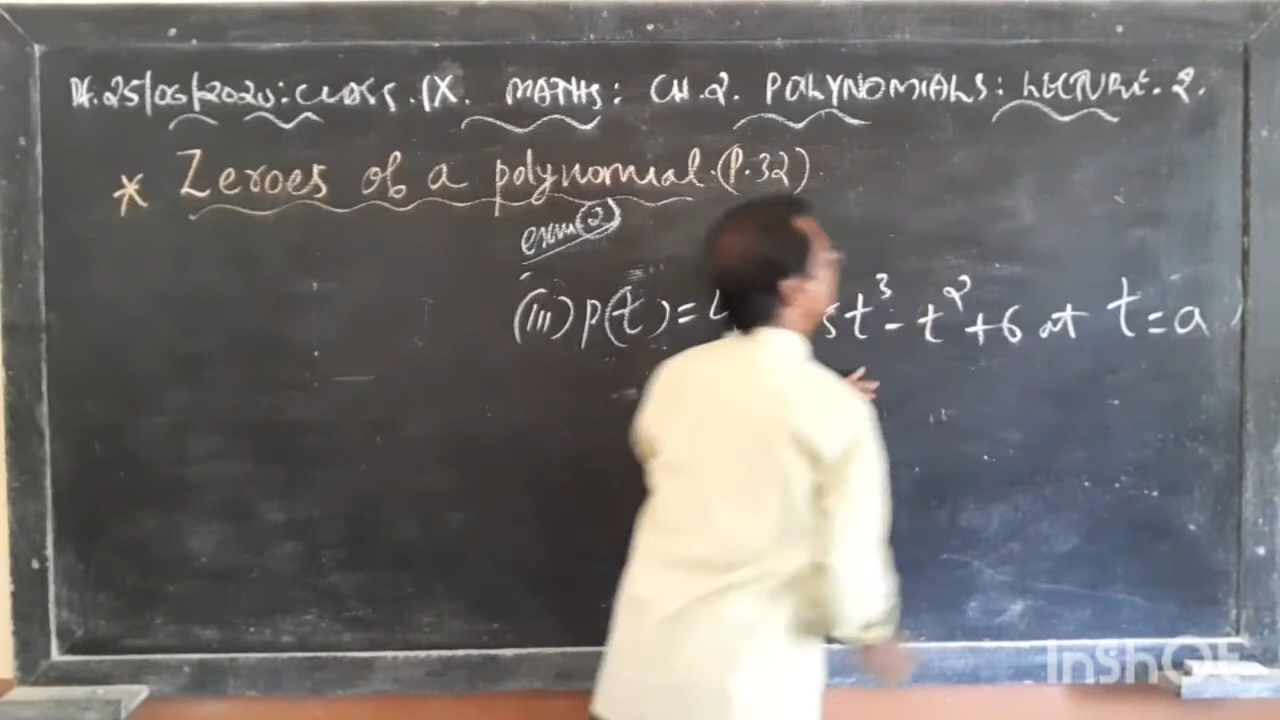 Dt.25/06/2020: CLASS.IX. MATHS: CH.2. POLYNOMIALS: LECTURE.2.
* Zeroes of a polynomial.(P.32)
exm(2)
(iii) p(t)=4 5t³-t²+6 at t=a
InShOt